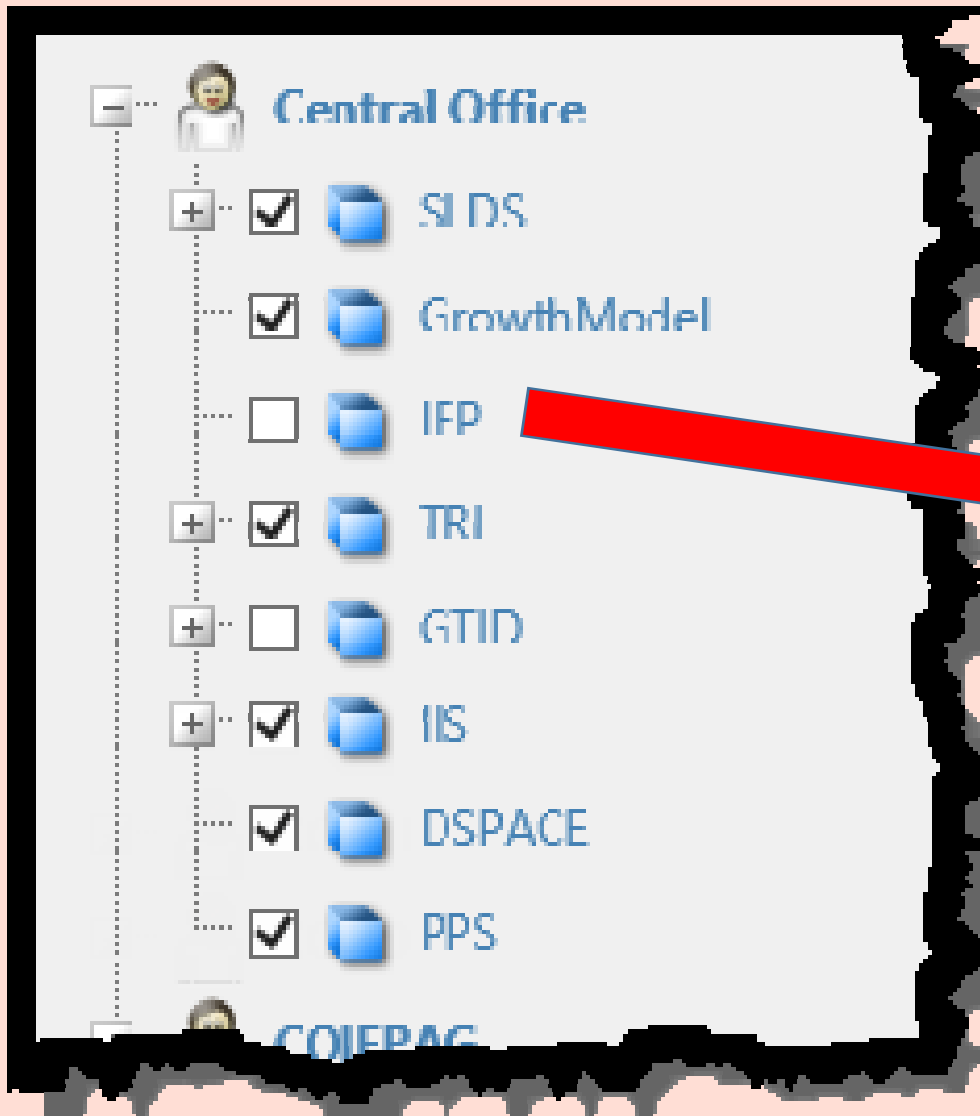 Central Office
SLDS
GrowthModel
IEP
TRI
GTID
IIS
DSPACE
PPS